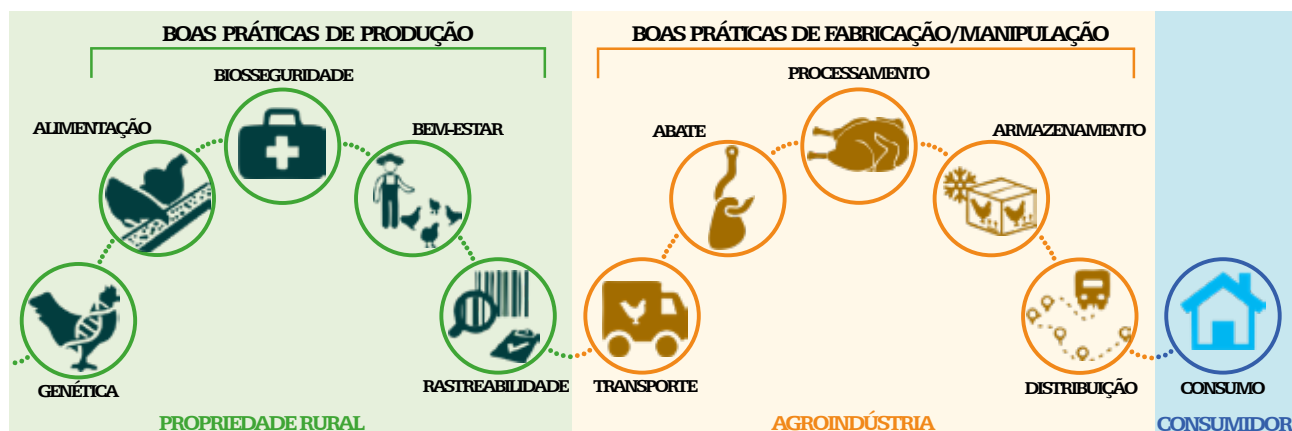 BOAS PRÁTICAS DE PRODUÇÃO
BIOSSEGURIDADE
ALIMENTAÇÃO
BEM-ESTAR
GENÉTICA
RASTREABILIDADE
PROPRIEDADE RURAL
BOAS PRÁTICAS DE FABRICAÇÃO/MANIPULAÇÃO
PROCESSAMENTO
ABATE
ARMAZENAMENTO
TRANSPORTE
DISTRIBUIÇÃO
AGROINDÚSTRIA
CONSUMO
CONSUMIDOR